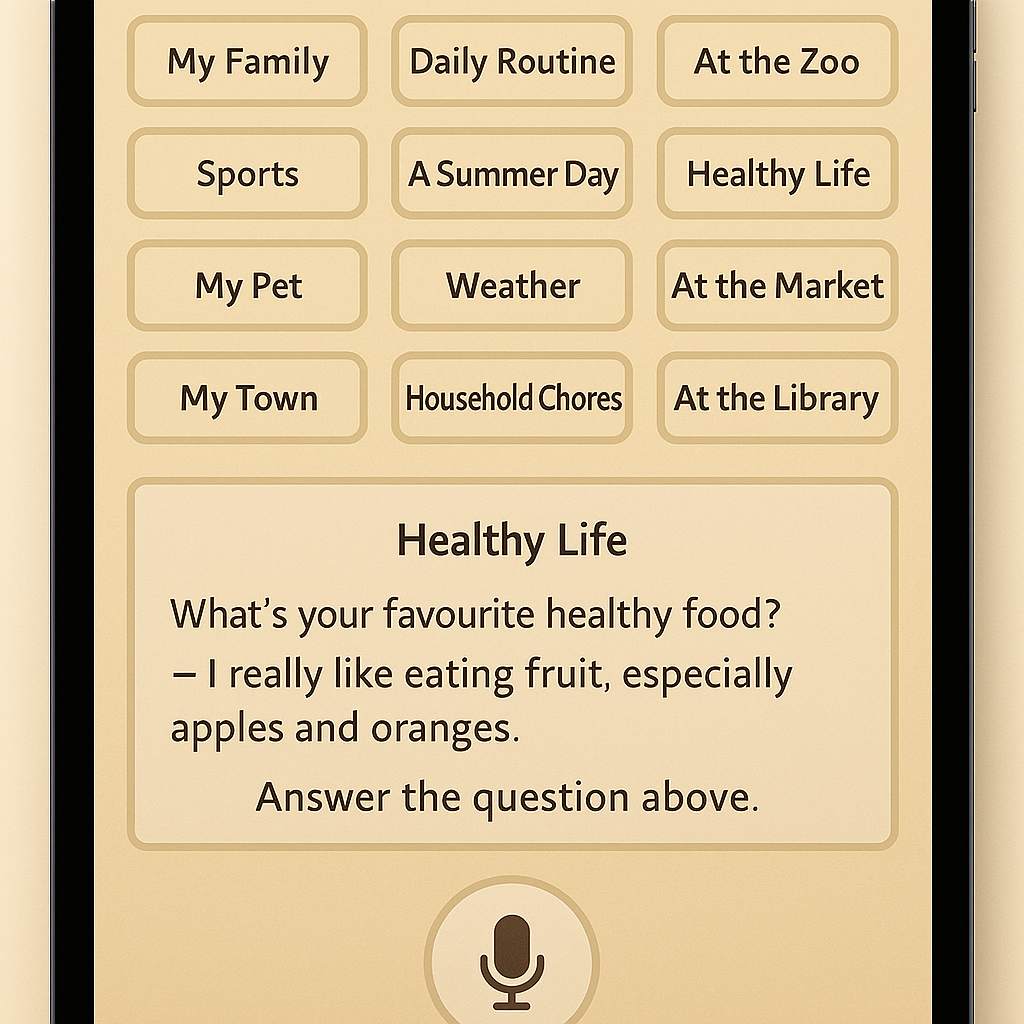 My Family
Daily Routine
At the Zoo
Sports
A Summer Day
Healthy Life
My Pet
Weather
At the Market
My Town
Household Chores
At the Library
Healthy Life
What’s your favourite healthy food?
– I really like eating fruit, especially
apples and oranges.
Answer the question above.